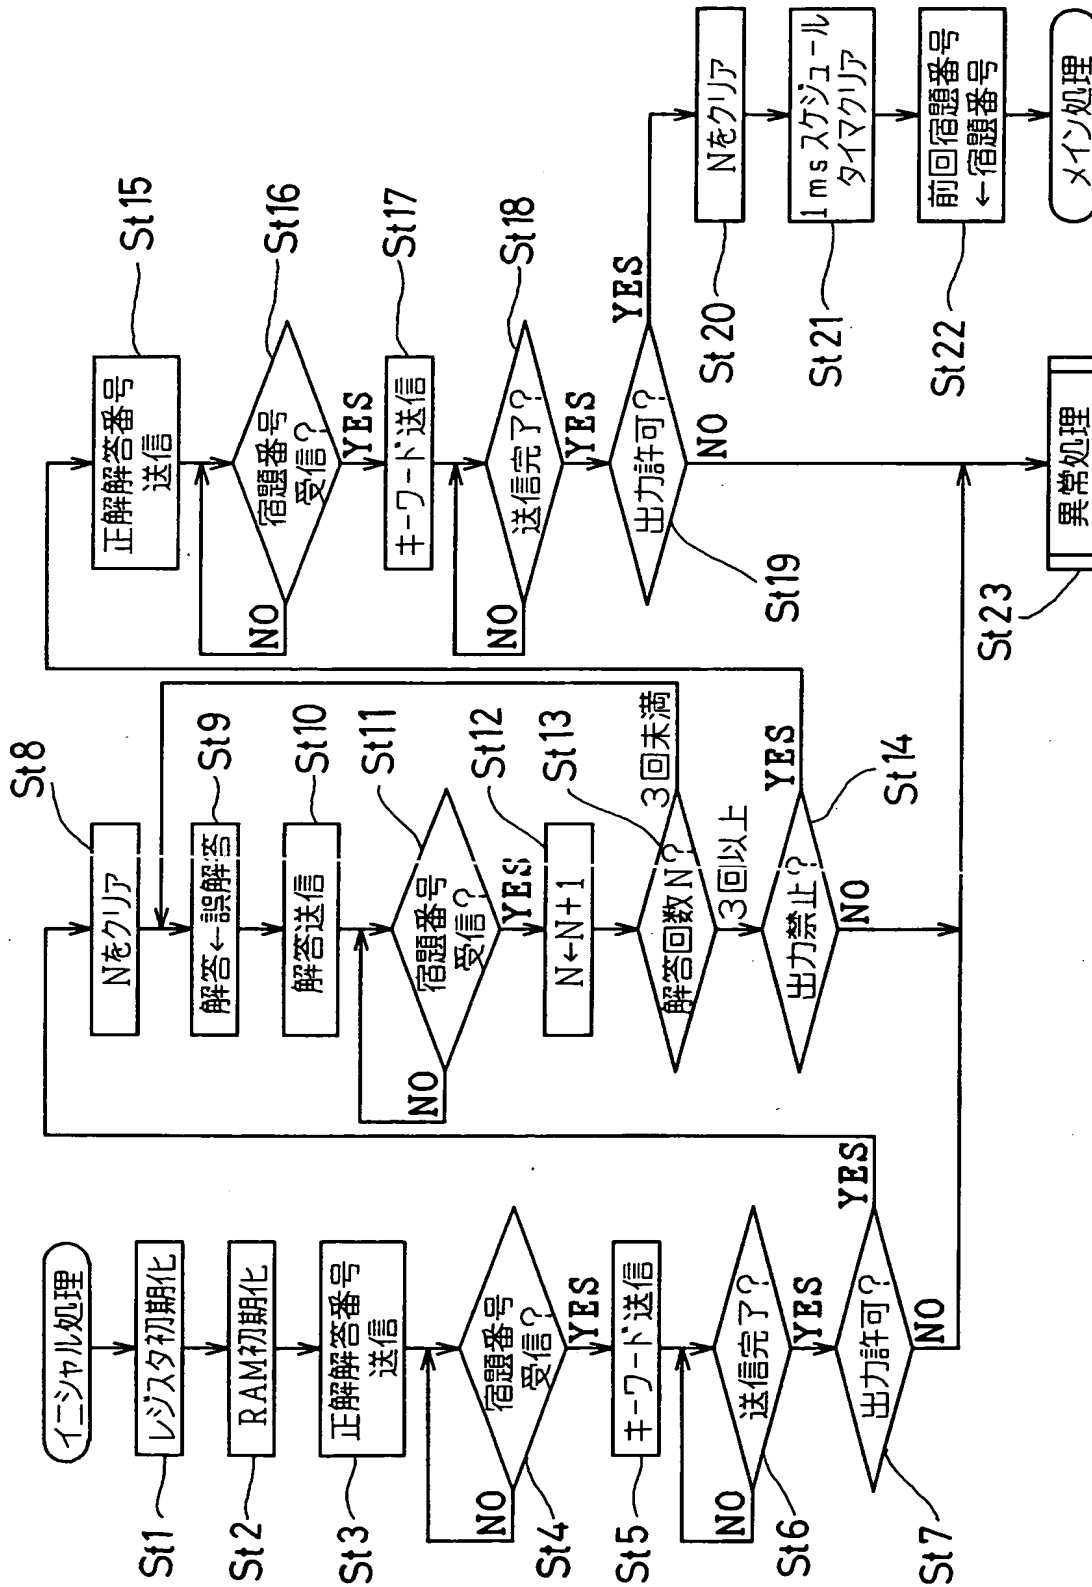 イニシャル処理
St1
レジスタ初期化
St2
RAM初期化
St3
正解解答番号
送信
St4
宿題番号
受信?
NO
YES
St5
キーワード送信
St6
送信完了?
NO
YES
St7
出力許可?
YES
NO
St8
Nをクリア
St9
解答←誤解答
St10
解答送信
St11
宿題番号
受信?
NO
YES
St12
N←N+1
St13
解答回数N?
3回未満
3回以上
St14
出力禁止?
YES
NO
St15
正解解答番号
送信
St16
宿題番号
受信?
NO
YES
St17
キーワード送信
St18
送信完了?
NO
YES
St19
出力許可?
YES
NO
St20
Nをクリア
St21
1msスケジュール
タイマクリア
St22
前回宿題番号
←宿題番号
メイン処理
St23
異常処理